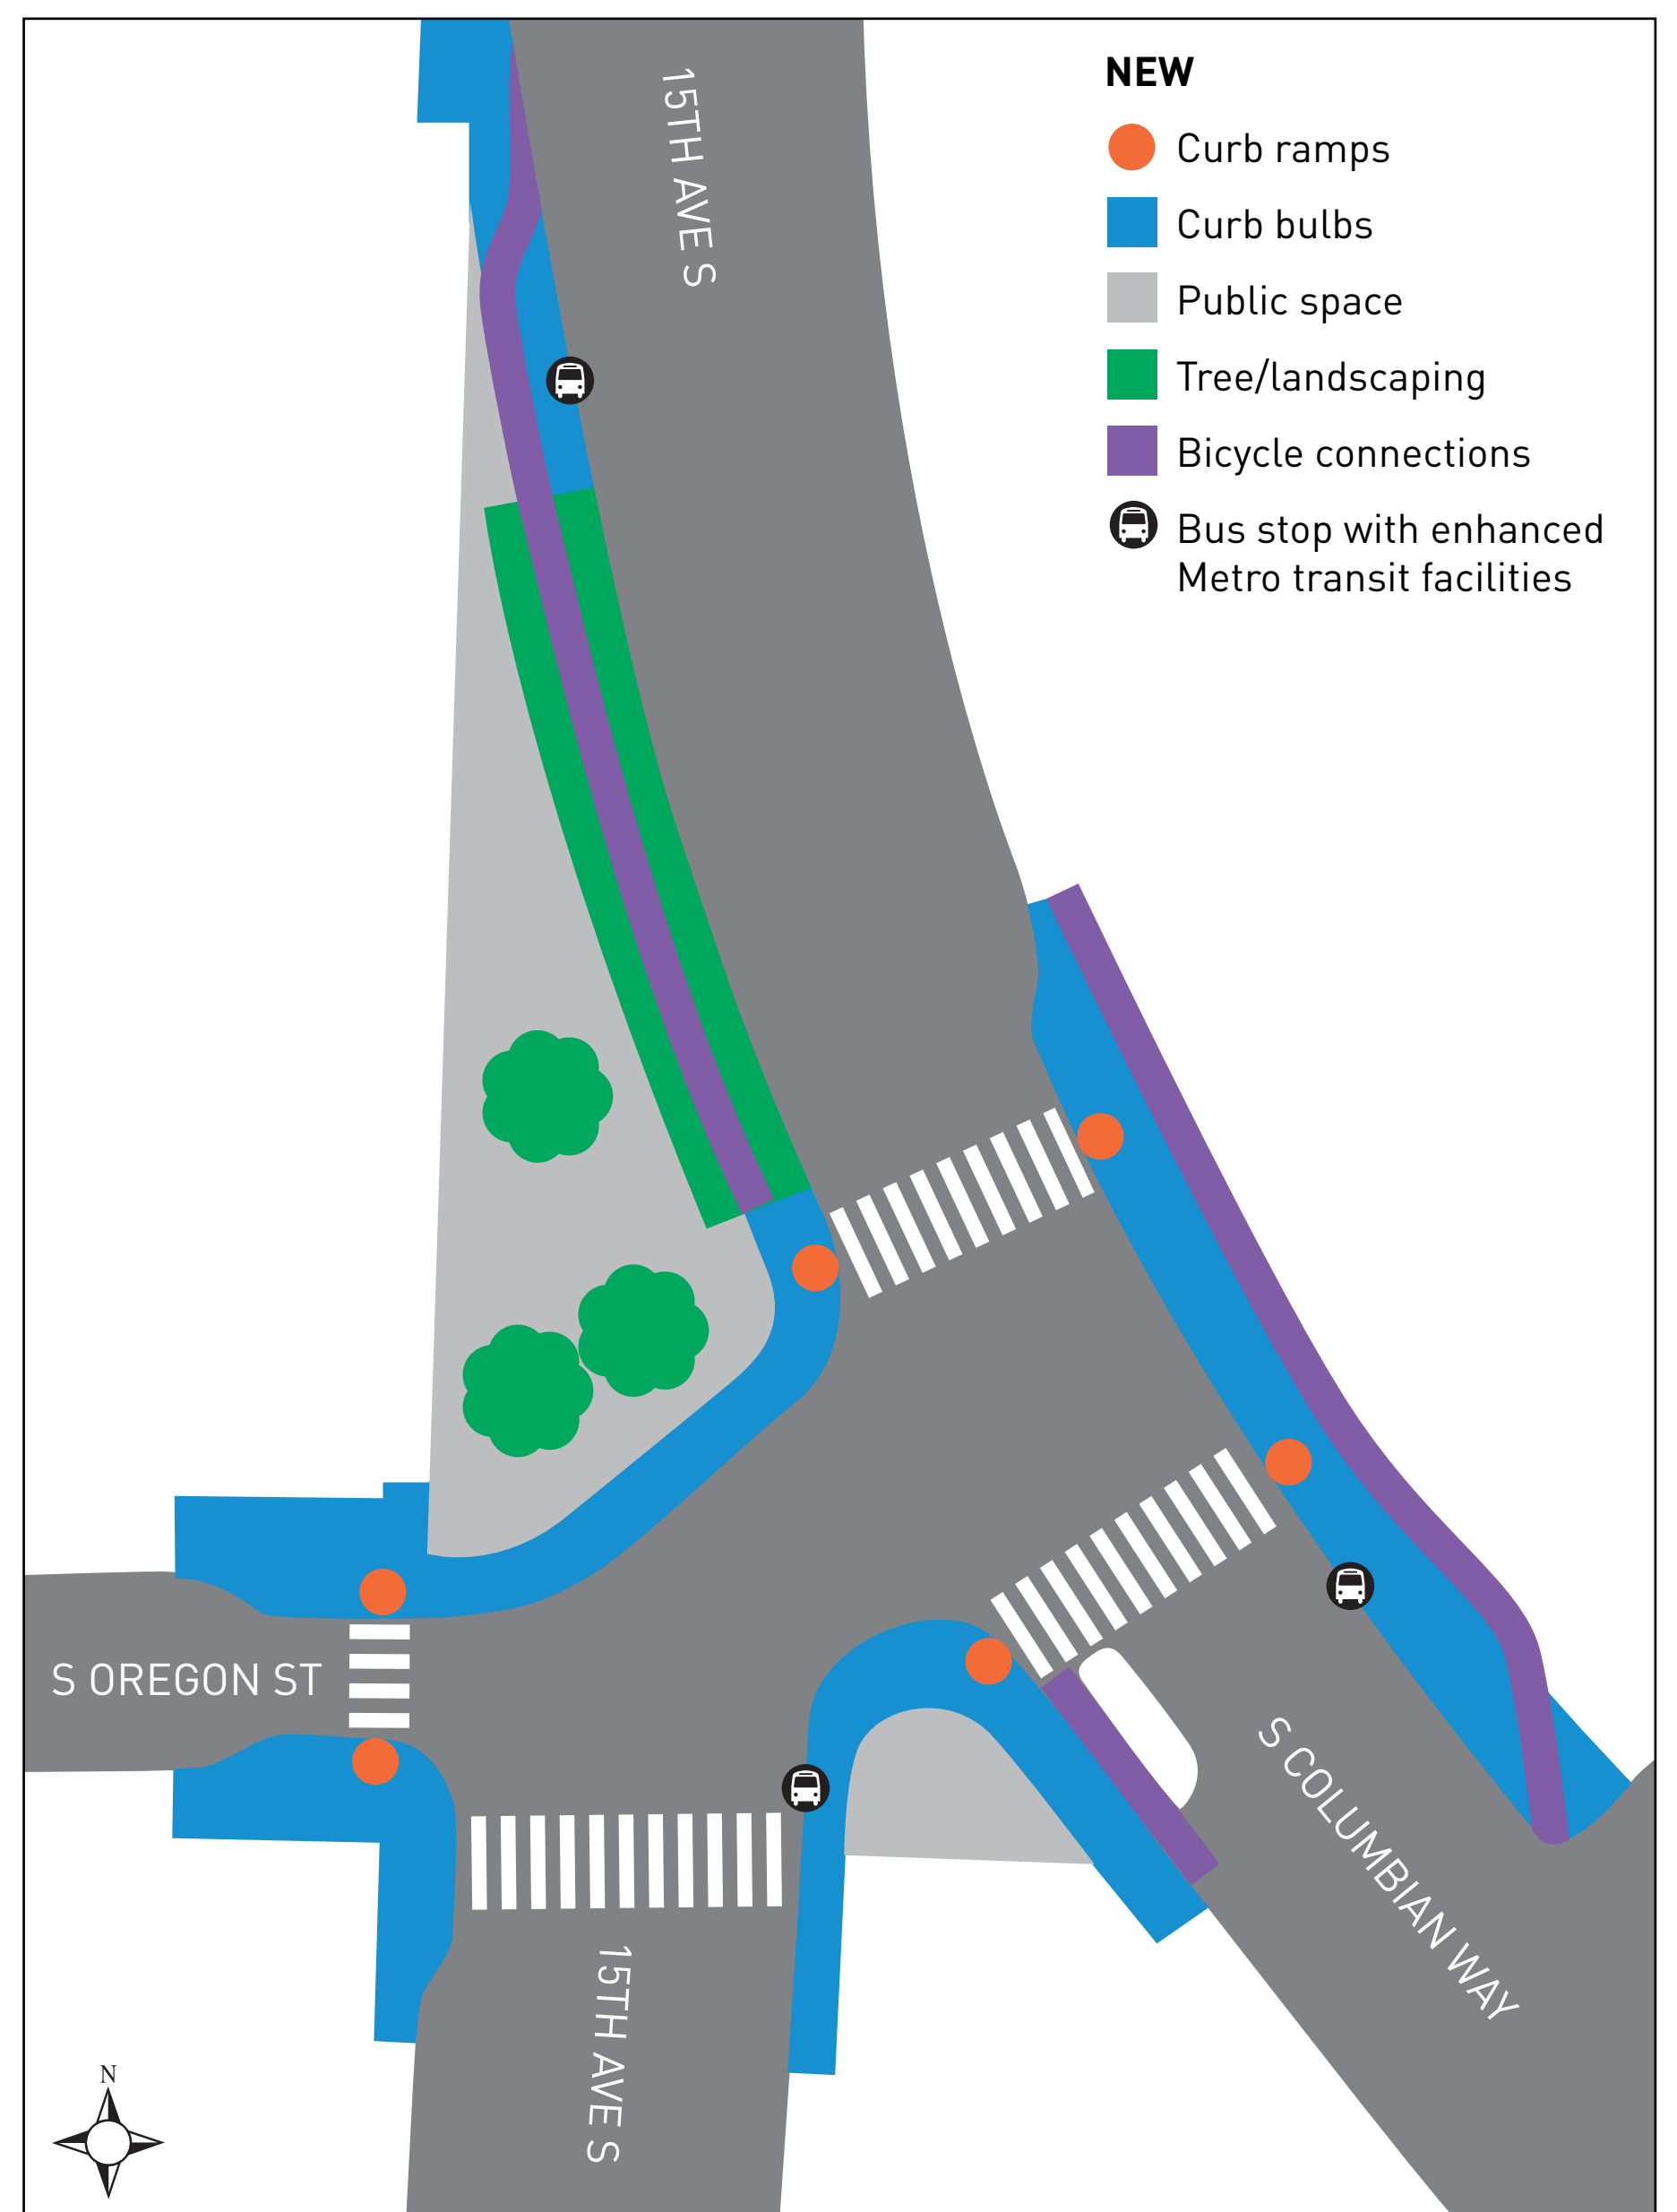 15TH AVE S
NEW
Curb ramps
Curb bulbs
Public space
Tree/landscaping
Bicycle connections
Bus stop with enhanced
Metro transit facilities
S OREGON ST
S COLUMBIAN WAY
15TH AVE S
N